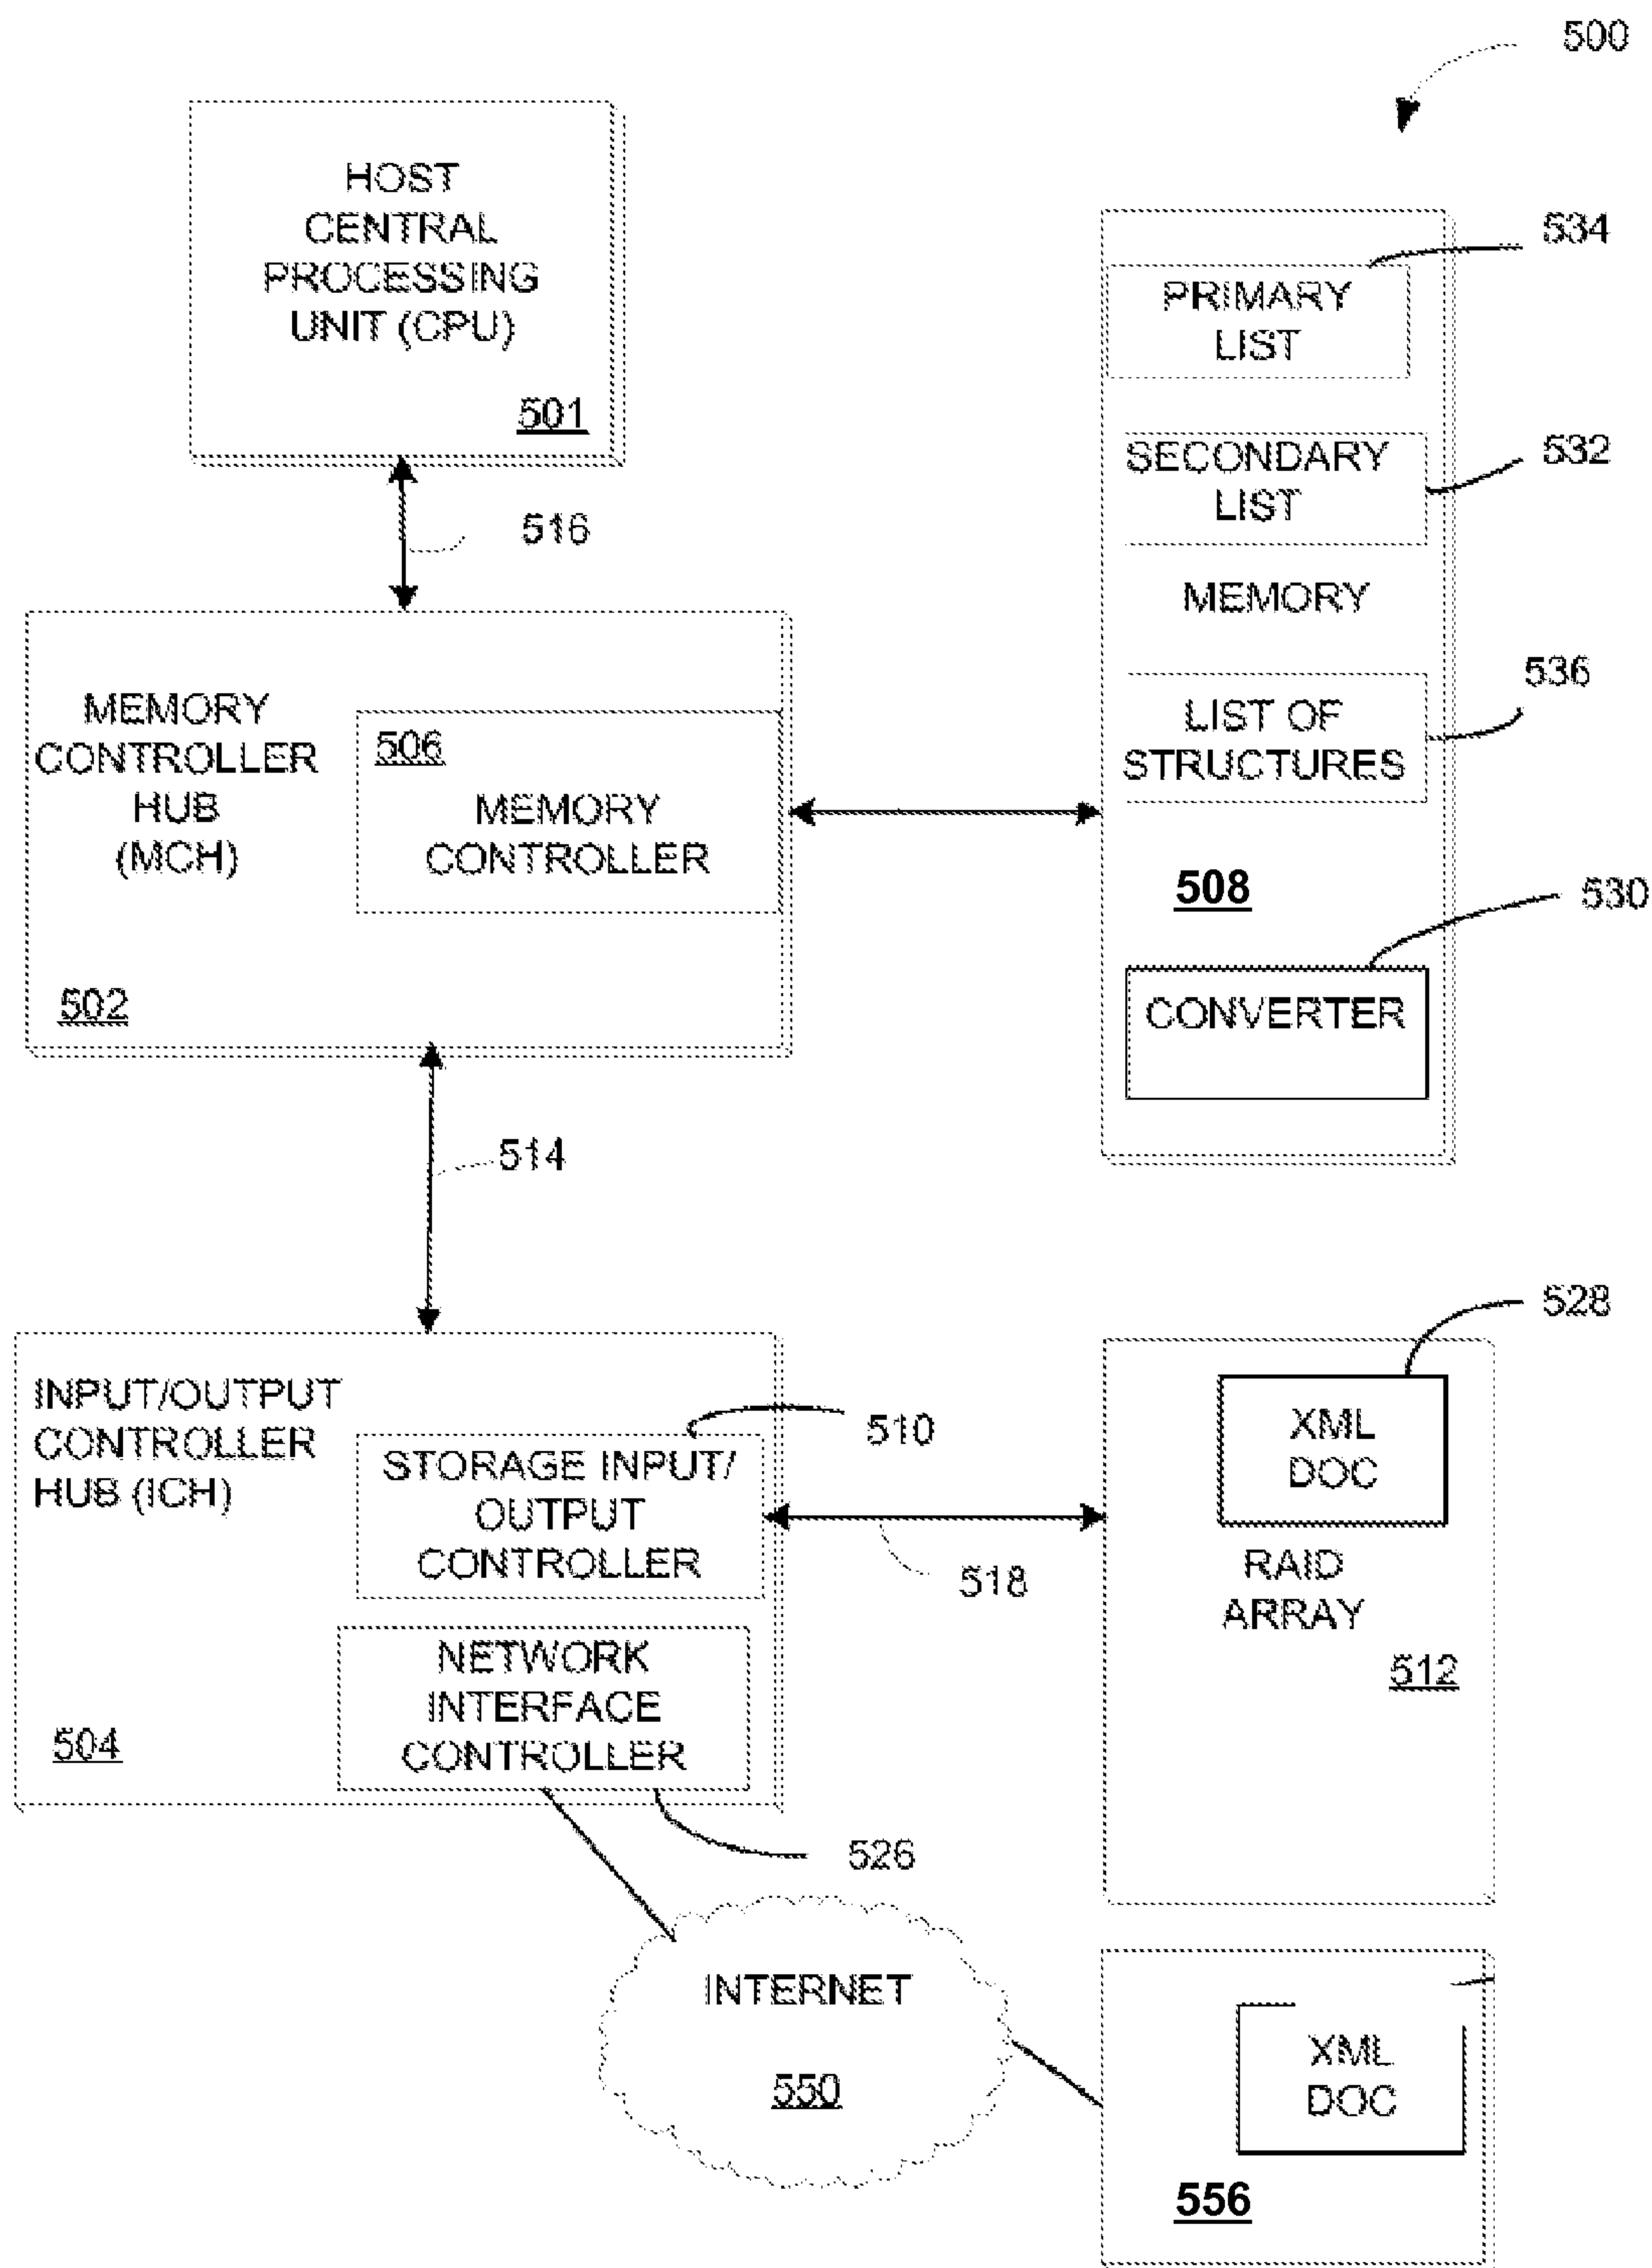 500
HOST
CENTRAL
PROCESSING
UNIT (CPU)
501
534
PRIMARY
LIST
532
SECONDARY
LIST
MEMORY
536
LIST OF
STRUCTURES
508
530
CONVERTER
516
MEMORY
CONTROLLER
HUB
(MCH)
506
MEMORY
CONTROLLER
502
514
INPUT/OUTPUT
CONTROLLER
HUB (ICH)
510
STORAGE INPUT/
OUTPUT
CONTROLLER
518
NETWORK
INTERFACE
CONTROLLER
504
526
528
XML
DOC
RAID
ARRAY
512
INTERNET
550
XML
DOC
556